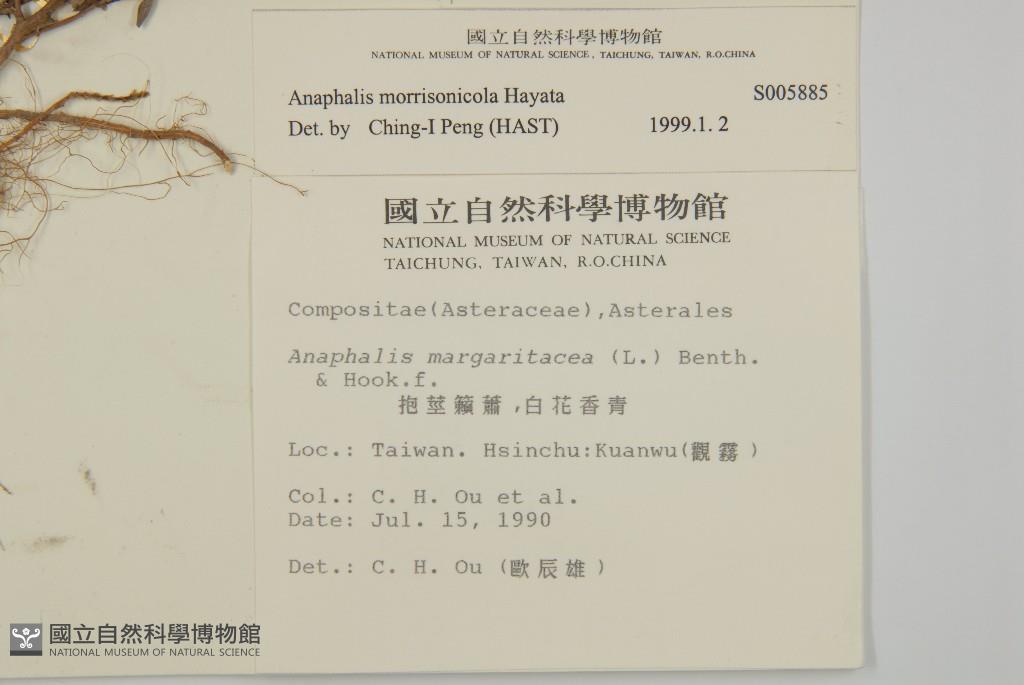 國立自然科學博物館
NATIONAL MUSEUM OF NATURAL SCIENCE, TAICHUNG, TAIWAN, R.O.CHINA
Anaphalis morrisonicola Hayata S005885
Det. by Ching-I Peng (HAST) 1999.1. 2
國立自然科學博物館
NATIONAL MUSEUM OF NATURAL SCIENCE
TAICHUNG, TAIWAN, R.O.CHINA
Compositae(Asteraceae),Asterales
Anaphalis margaritacea (L.) Benth.
& Hook.f.
抱莖籟蕭,白花香青
Loc.: Taiwan. Hsinchu:Kuanwu(觀霧)
Col.: C. H. Ou et al.
Date: Jul. 15, 1990
Det.: C. H. Ou (歐辰雄)
國立自然科學博物館
NATIONAL MUSEUM OF NATURAL SCIENCE